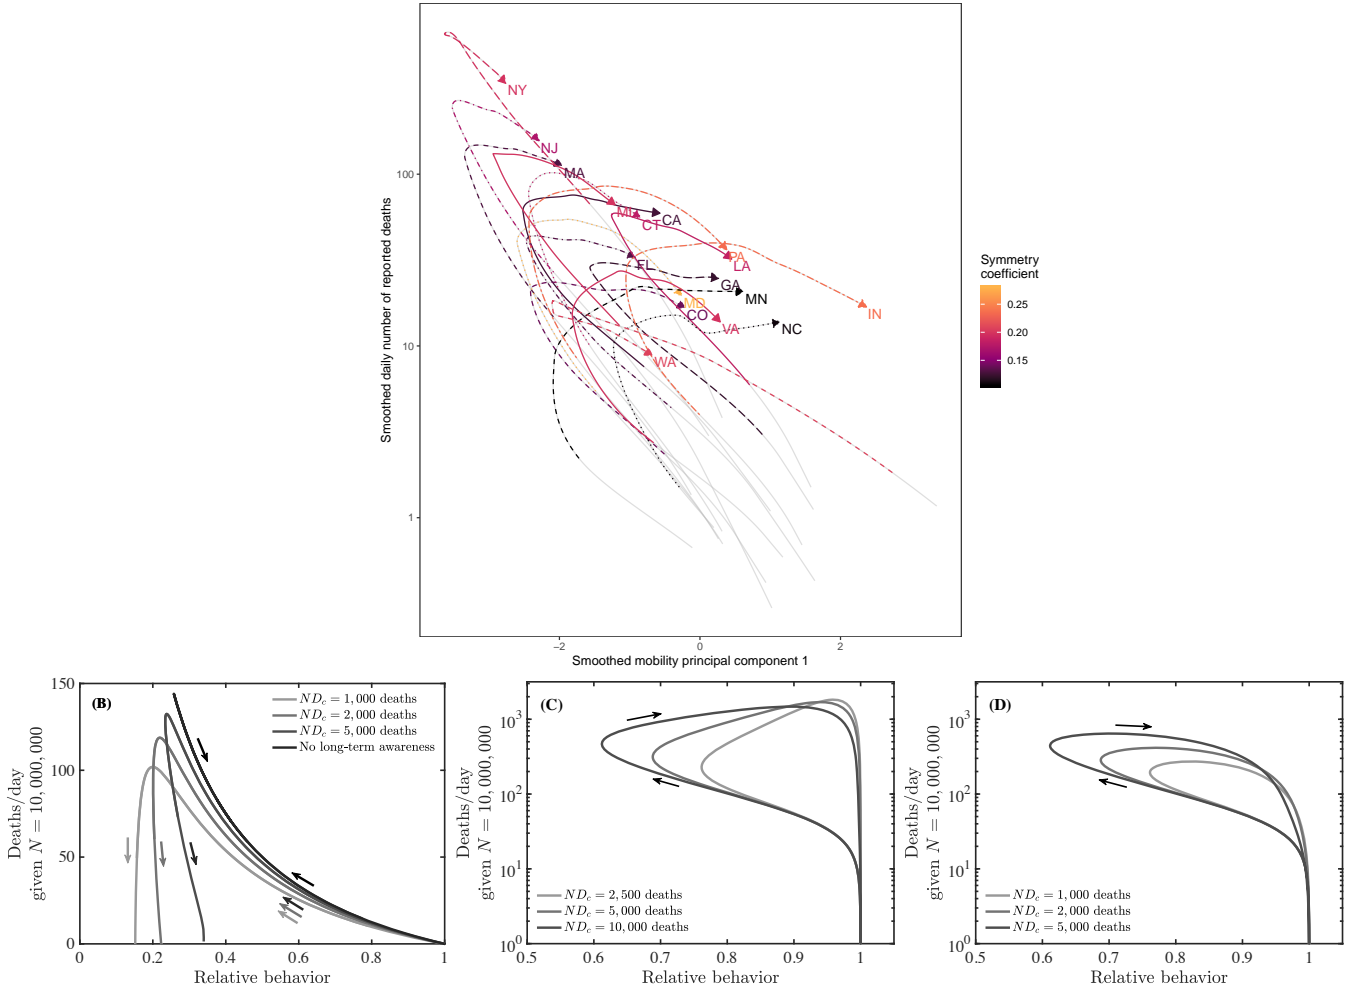 Smoothed daily number of reported deaths
100
10
1
−2
0
2
Smoothed mobility principal component 1
NY
NJ
MA
MI
CT
CA
PA
LA
FL
GA
MN
MD
CO
VA
NC
IN
WA
Symmetry
coefficient
0.25
0.20
0.15
(B)
Deaths/day
given N = 10,000,000
150
100
50
0
0
0.2
0.4
0.6
0.8
1
Relative behavior
ND_c = 1,000 deaths
ND_c = 2,000 deaths
ND_c = 5,000 deaths
No long-term awareness
(C)
Deaths/day
given N = 10,000,000
10^3
10^2
10^1
10^0
0.5
0.6
0.7
0.8
0.9
1
Relative behavior
ND_c = 2,500 deaths
ND_c = 5,000 deaths
ND_c = 10,000 deaths
(D)
Deaths/day
given N = 10,000,000
10^3
10^2
10^1
10^0
0.5
0.6
0.7
0.8
0.9
1
Relative behavior
ND_c = 1,000 deaths
ND_c = 2,000 deaths
ND_c = 5,000 deaths